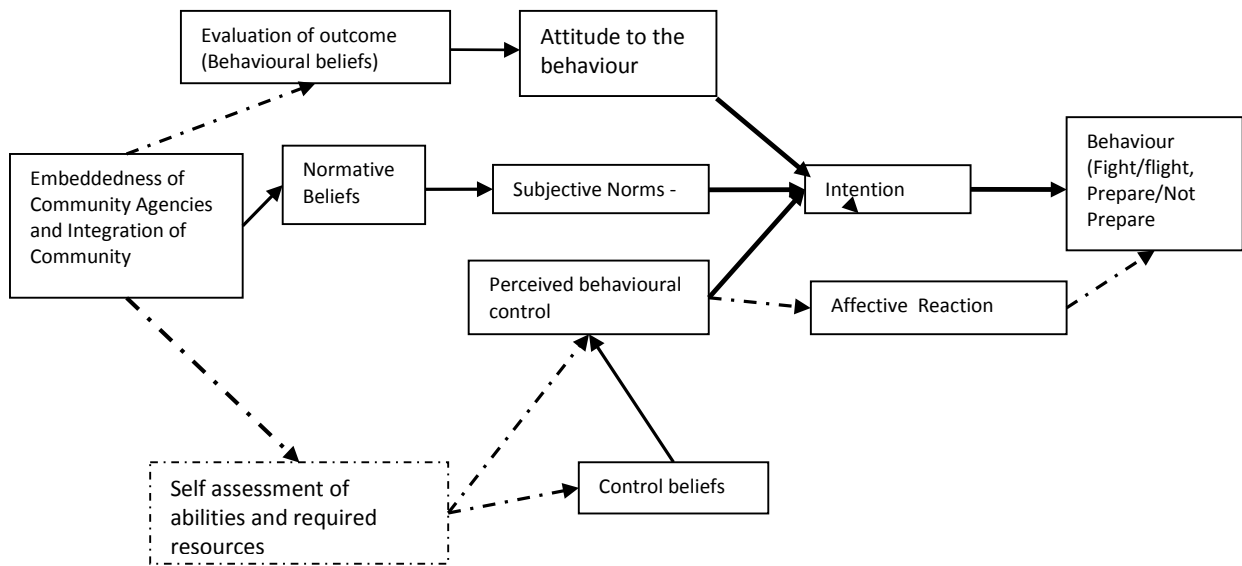 Evaluation of outcome
(Behavioural beliefs)
Attitude to the
behaviour
Embeddedness of
Community Agencies
and Integration of
Community
Normative
Beliefs
Subjective Norms -
Intention
Behaviour
(Fight/flight,
Prepare/Not
Prepare
Perceived behavioural
control
Affective Reaction
Self assessment of
abilities and required
resources
Control beliefs